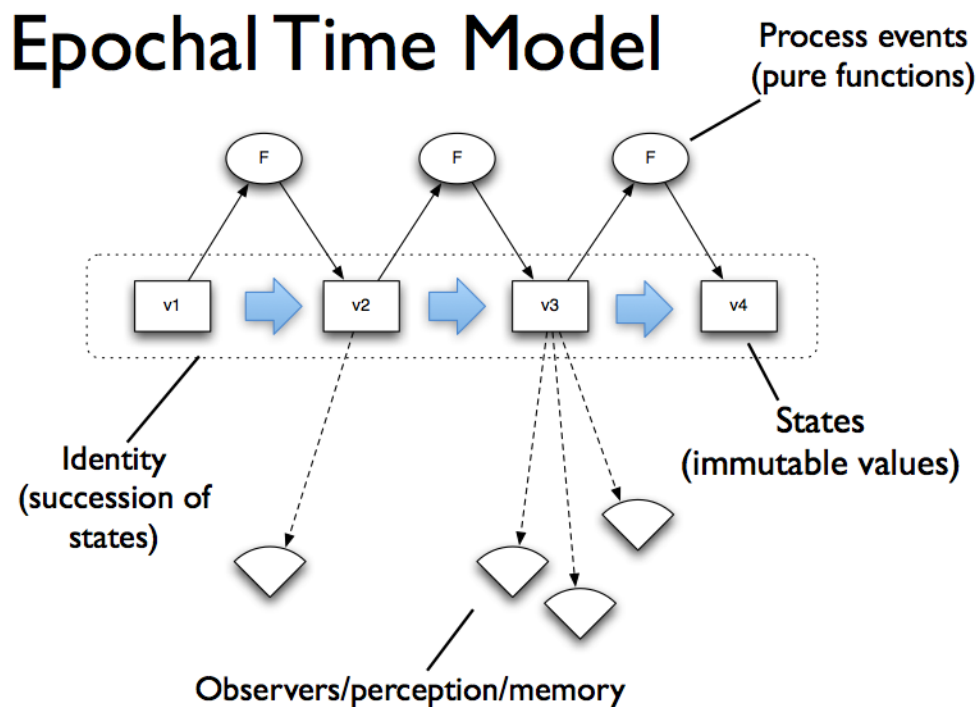 Epochal Time Model
Process events
(pure functions)
F
F
F
v1
v2
v3
v4
Identity
(succession of
states)
States
(immutable values)
Observers/perception/memory